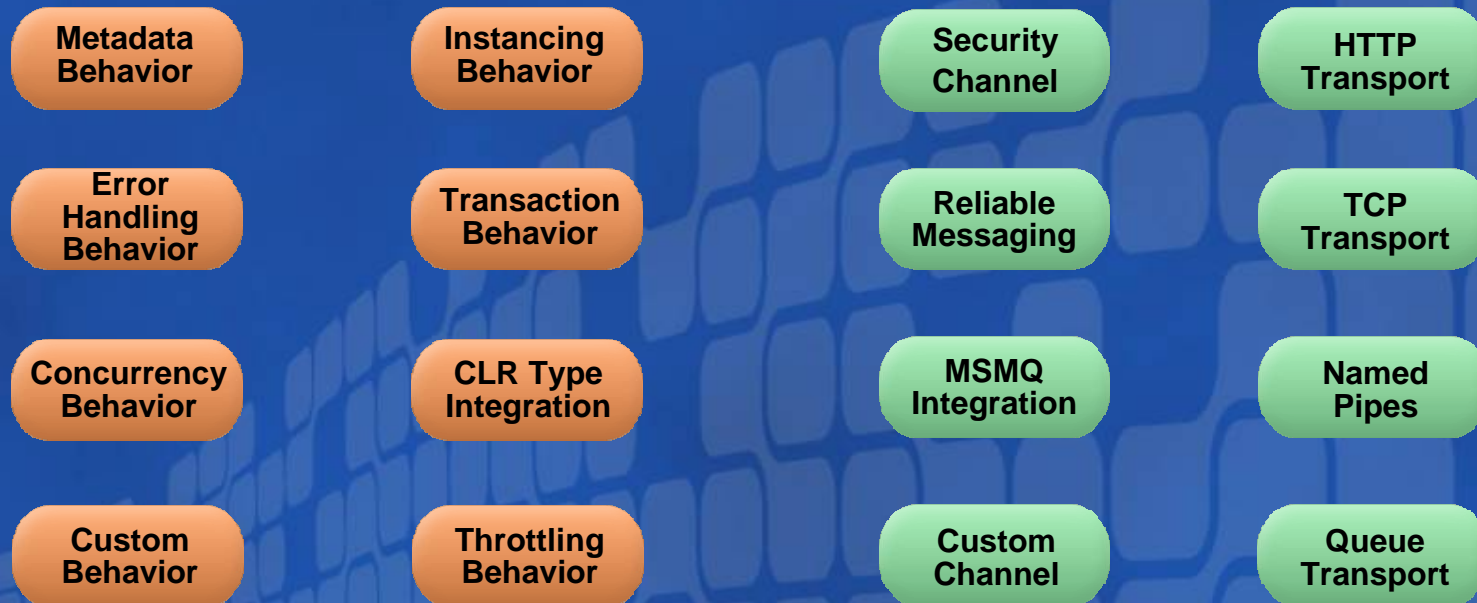 Metadata
Behavior
Instancing
Behavior
Security
Channel
HTTP
Transport
Error
Handling
Behavior
Transaction
Behavior
Reliable
Messaging
TCP
Transport
Concurrency
Behavior
CLR Type
Integration
MSMQ
Integration
Named
Pipes
Custom
Behavior
Throttling
Behavior
Custom
Channel
Queue
Transport